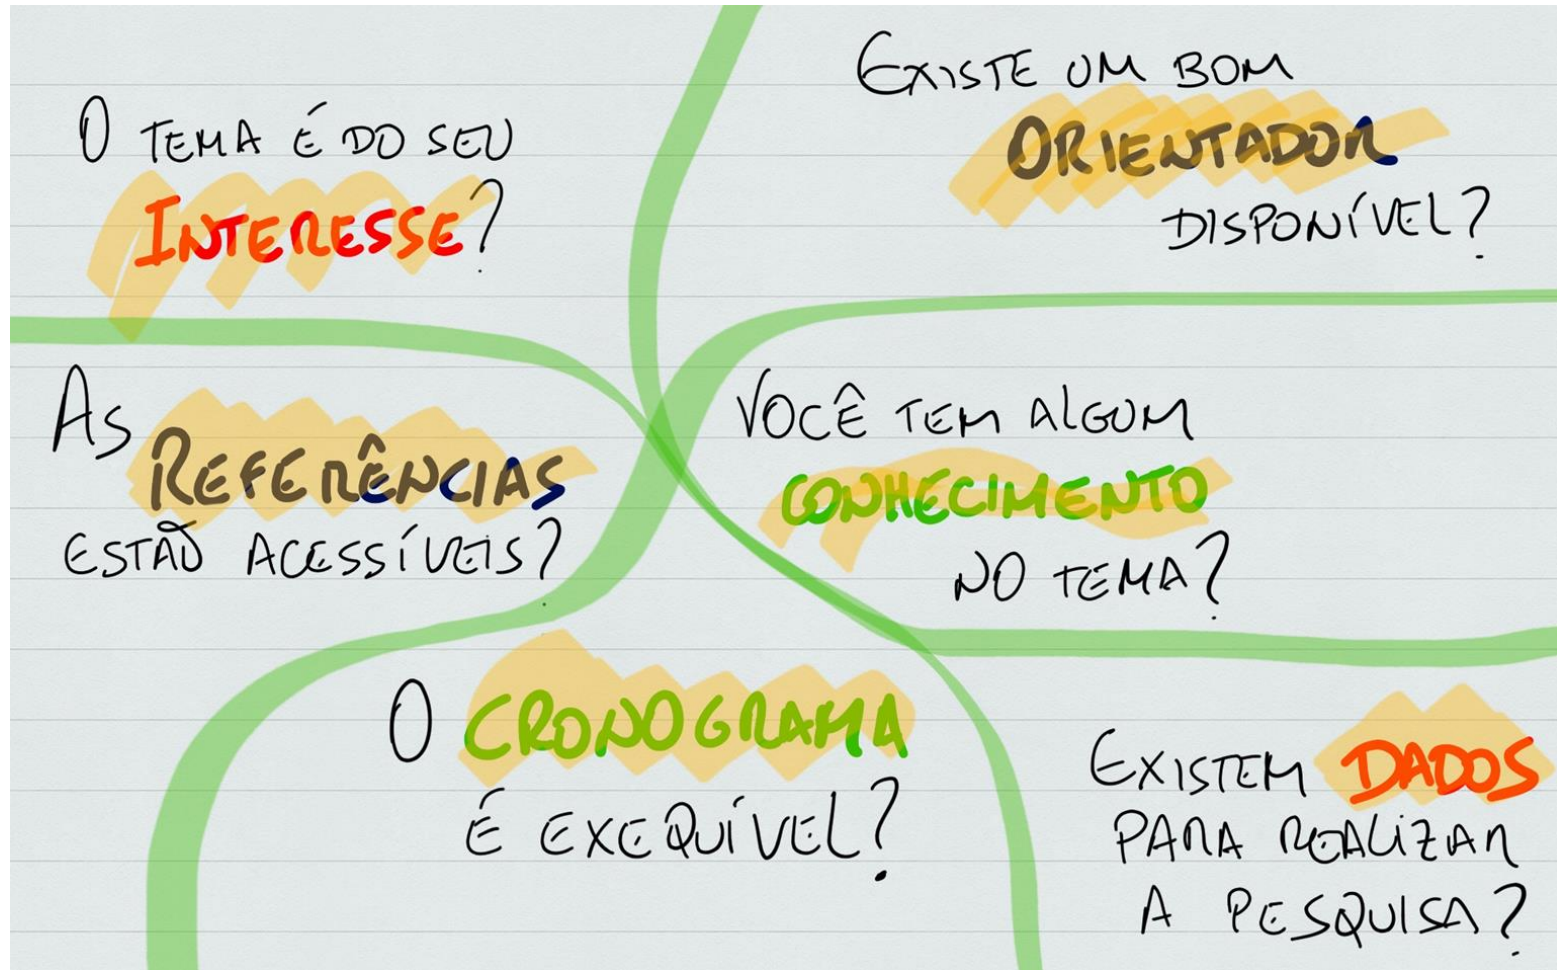 O TEMA É DO SEU
INTERESSE?
EXISTE UM BOM
ORIENTADOR
DISPONÍVEL?
AS
REFERÊNCIAS
ESTÃO ACESSÍVEIS?
VOCÊ TEM ALGUM
CONHECIMENTO
NO TEMA?
O CRONOGRAMA
É EXEQUÍVEL?
EXISTEM DADOS
PARA REALIZAR
A PESQUISA?